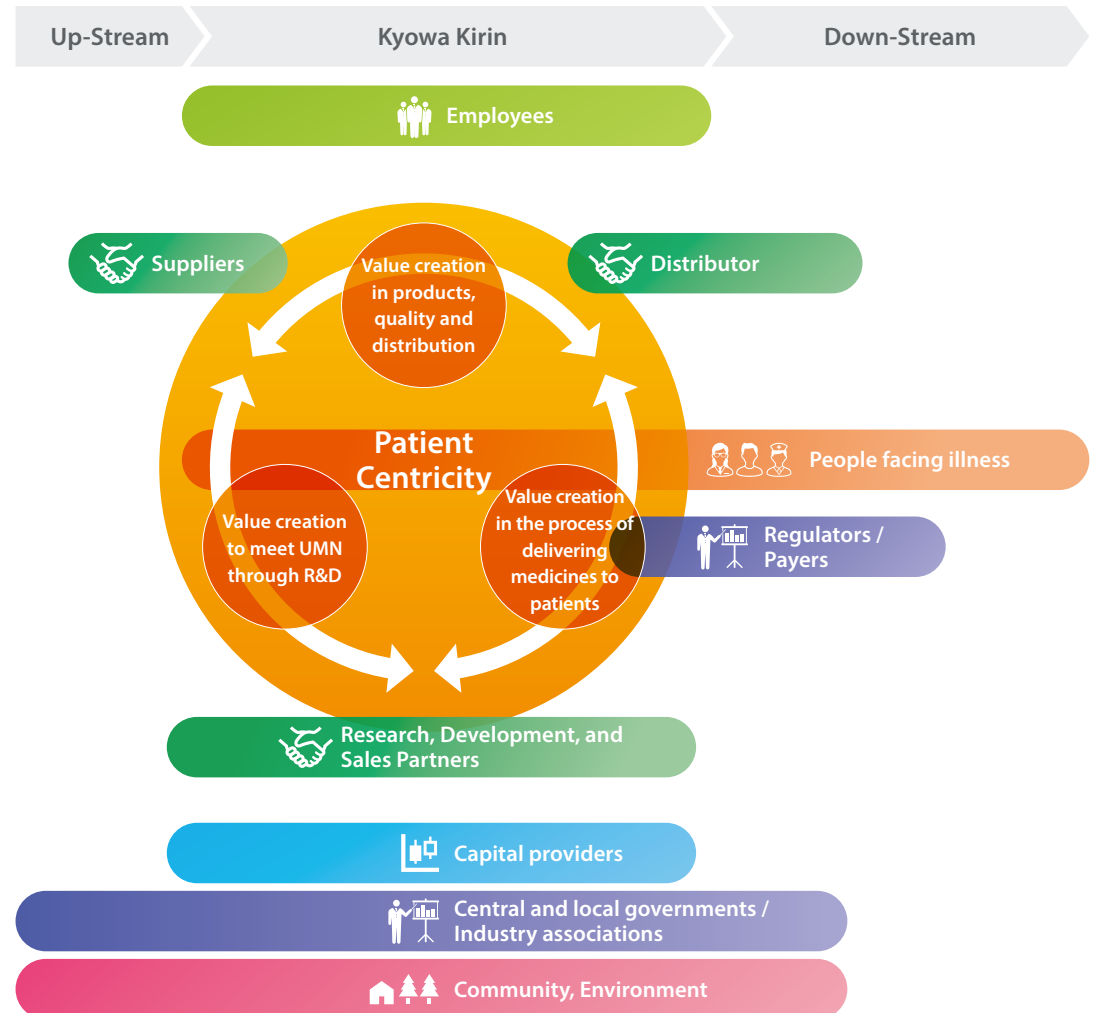 Up-Stream
Kyowa Kirin
Down-Stream
Employees
Suppliers
Distributor
Value creation
in products,
quality and
distribution
Patient
Centricity
People facing illness
Value creation
to meet UMN
through R&D
Value creation
in the process of
delivering
medicines to
patients
Regulators /
Payers
Research, Development, and
Sales Partners
Capital providers
Central and local governments /
Industry associations
Community, Environment